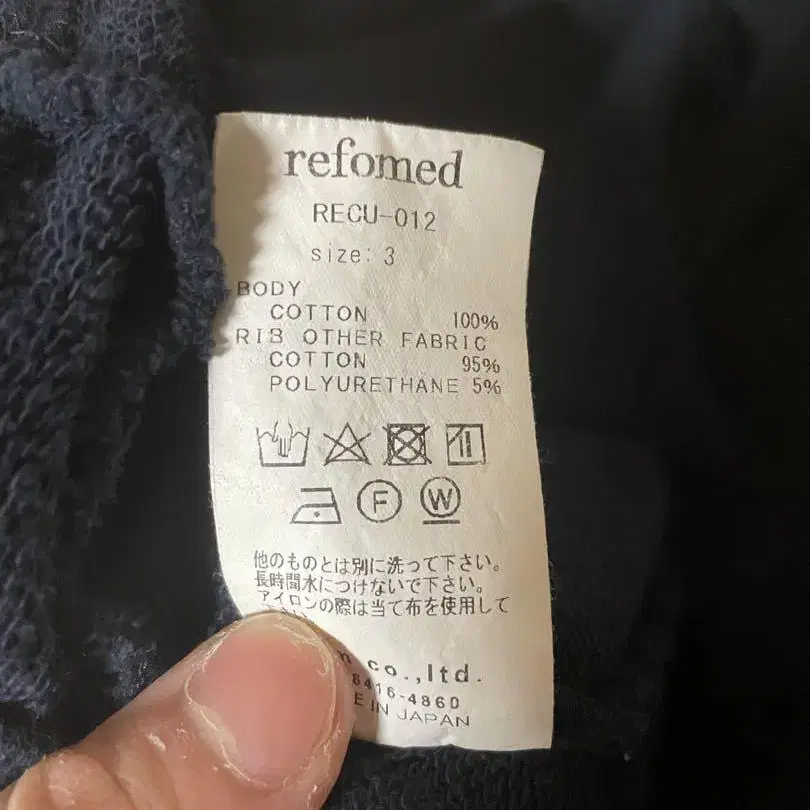 refomed
RECU-012
size: 3
BODY
COTTON 100%
RIB OTHER FABRIC
COTTON 95%
POLYURETHANE 5%
F
W
他のものとは別に洗って下さい。
長時間水につけないで下さい。
アイロンの際は当て布を使用して
co.,ltd.
6416-4860
IN JAPAN